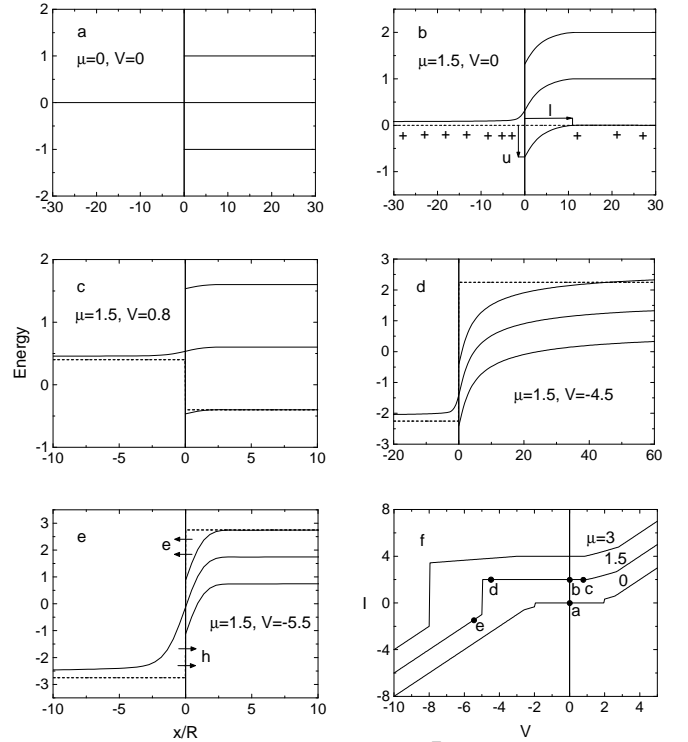 a
μ=0, V=0
2
1
0
-1
2
-30 -20 -10 0 10 20 30
b
μ=1.5, V=0
l
u
+ + + + + + + + + +
2
1
0
-1
-30 -20 -10 0 10 20 30
c
μ=1.5, V=0.8
Energy
2
1
0
-1
-10 -5 0 5 10
d
μ=1.5, V=-4.5
3
2
1
0
-1
-2
-3
-20 0 20 40 60
e
e
h
μ=1.5, V=-5.5
3
2
1
0
-1
-2
-3
-10 -5 0 5 10
x/R
f
μ=3
1.5
0
d
b
c
a
e
I
8
4
0
-4
-8
-10 -8 -6 -4 -2 0 2 4
V